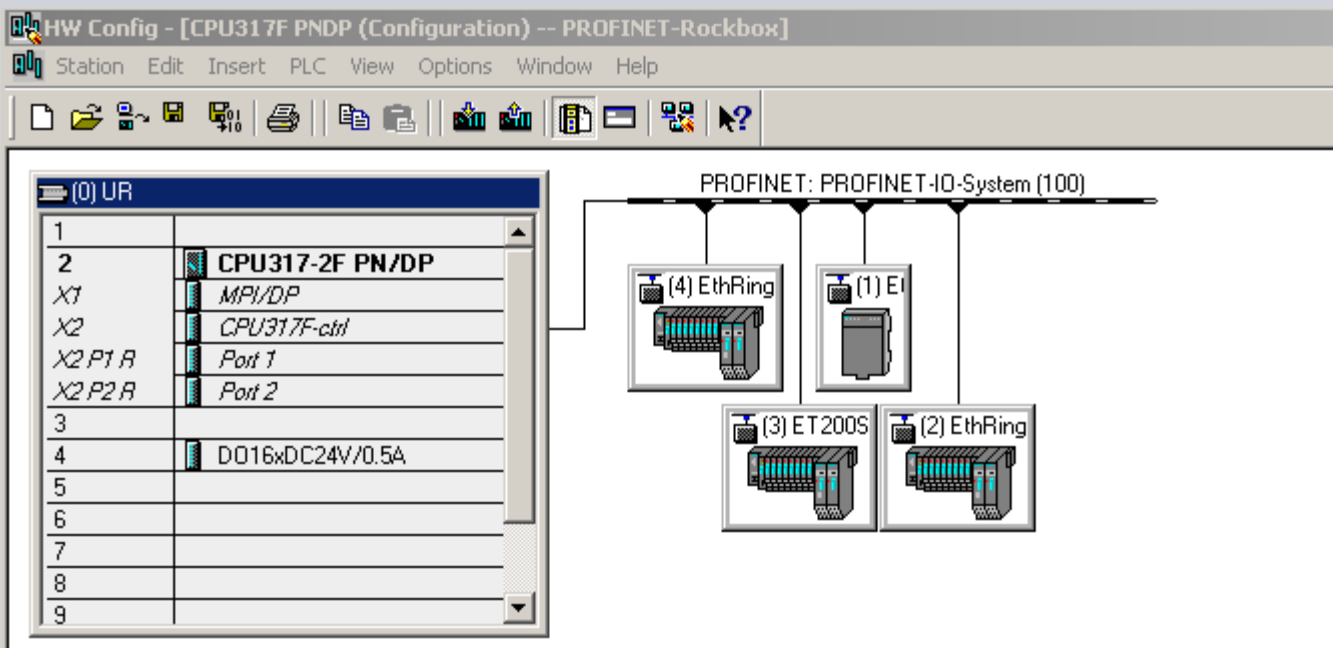 HW Config - [CPU317F PNDP (Configuration) -- PROFINET-Rockbox]
Station Edit Insert PLC View Options Window Help
(0) UR
1
2 CPU317-2F PN/DP
X1 MPI/DP
X2 CPU317F-ctrl
X2 P1 R Port 1
X2 P2 R Port 2
3
4 DO16xDC24V/0.5A
5
6
7
8
9
PROFINET: PROFINET-IO-System (100)
(4) EthRing
(1) Et
(3) ET200S
(2) EthRing